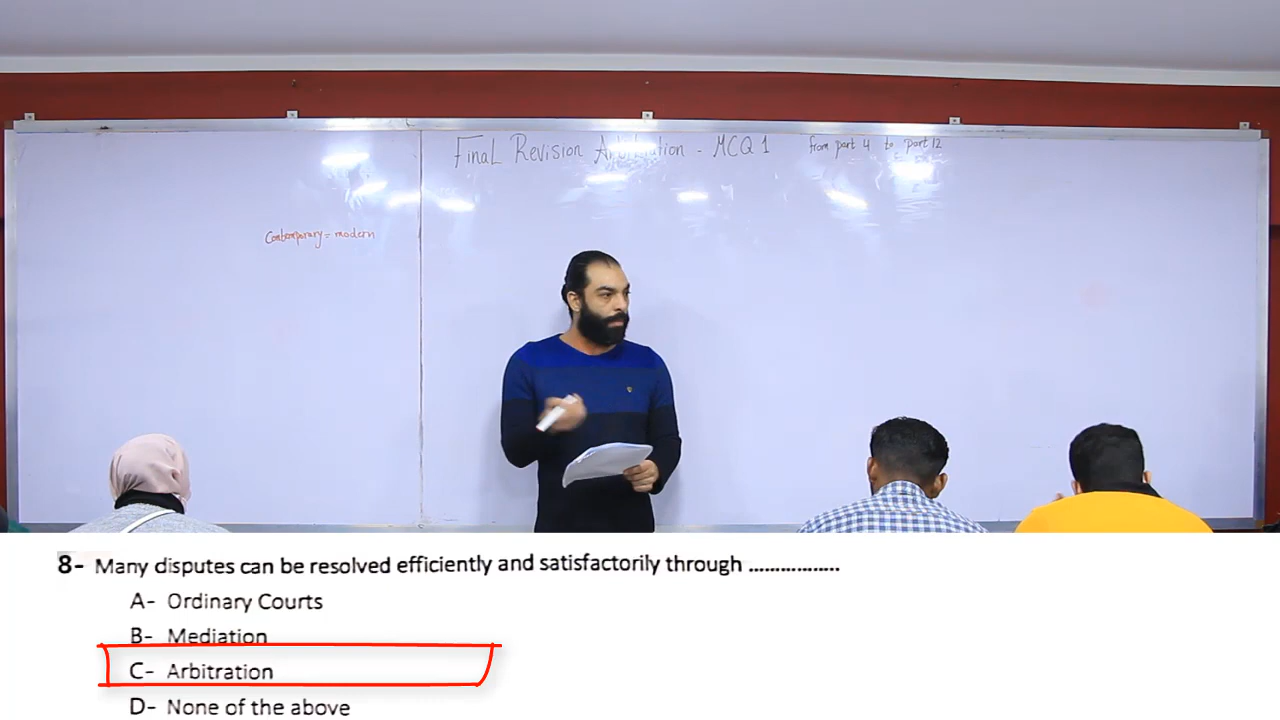 Final Revision Arbitration - MCQ 1 from part 4 to part 12
Contemporary = modern
8- Many disputes can be resolved efficiently and satisfactorily through ..................
A- Ordinary Courts
B- Mediation
C- Arbitration
D- None of the above